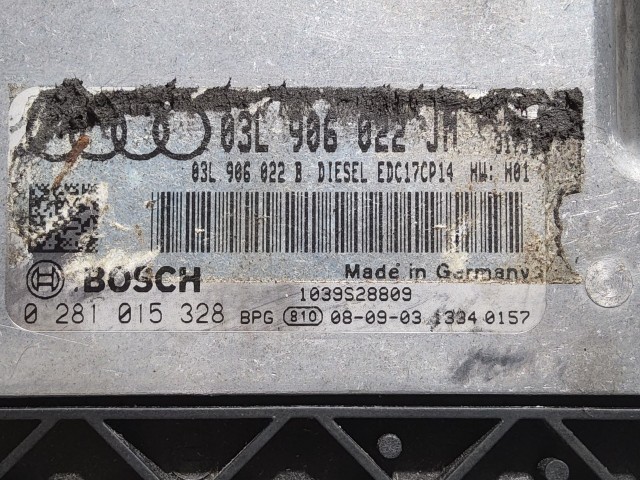 03L 906 022 JM
03L 906 022 B DIESEL EDC17CP14 HW: H01
BOSCH
Made in Germany
1039S28809
0 281 015 328 BPG 810 08-09-03 1334 0157